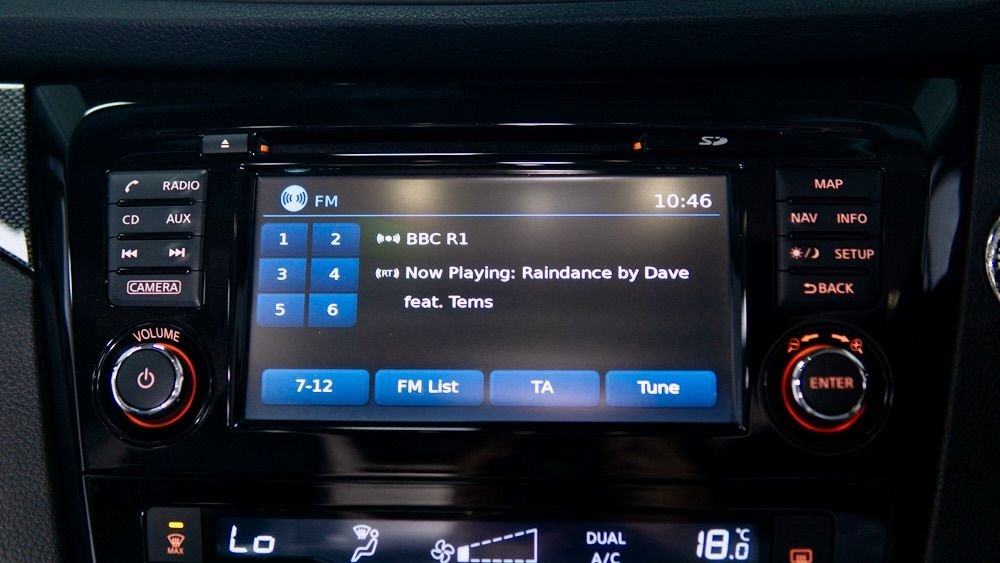 SD
RADIO
CD AUX
CAMERA
VOLUME
FM 10:46
1 2
3 4
5 6
BBC R1
(RT) Now Playing: Raindance by Dave
feat. Tems
7-12 FM List TA Tune
MAP
NAV INFO
SETUP
BACK
ENTER
MAX
Lo
DUAL
A/C
18.0°C